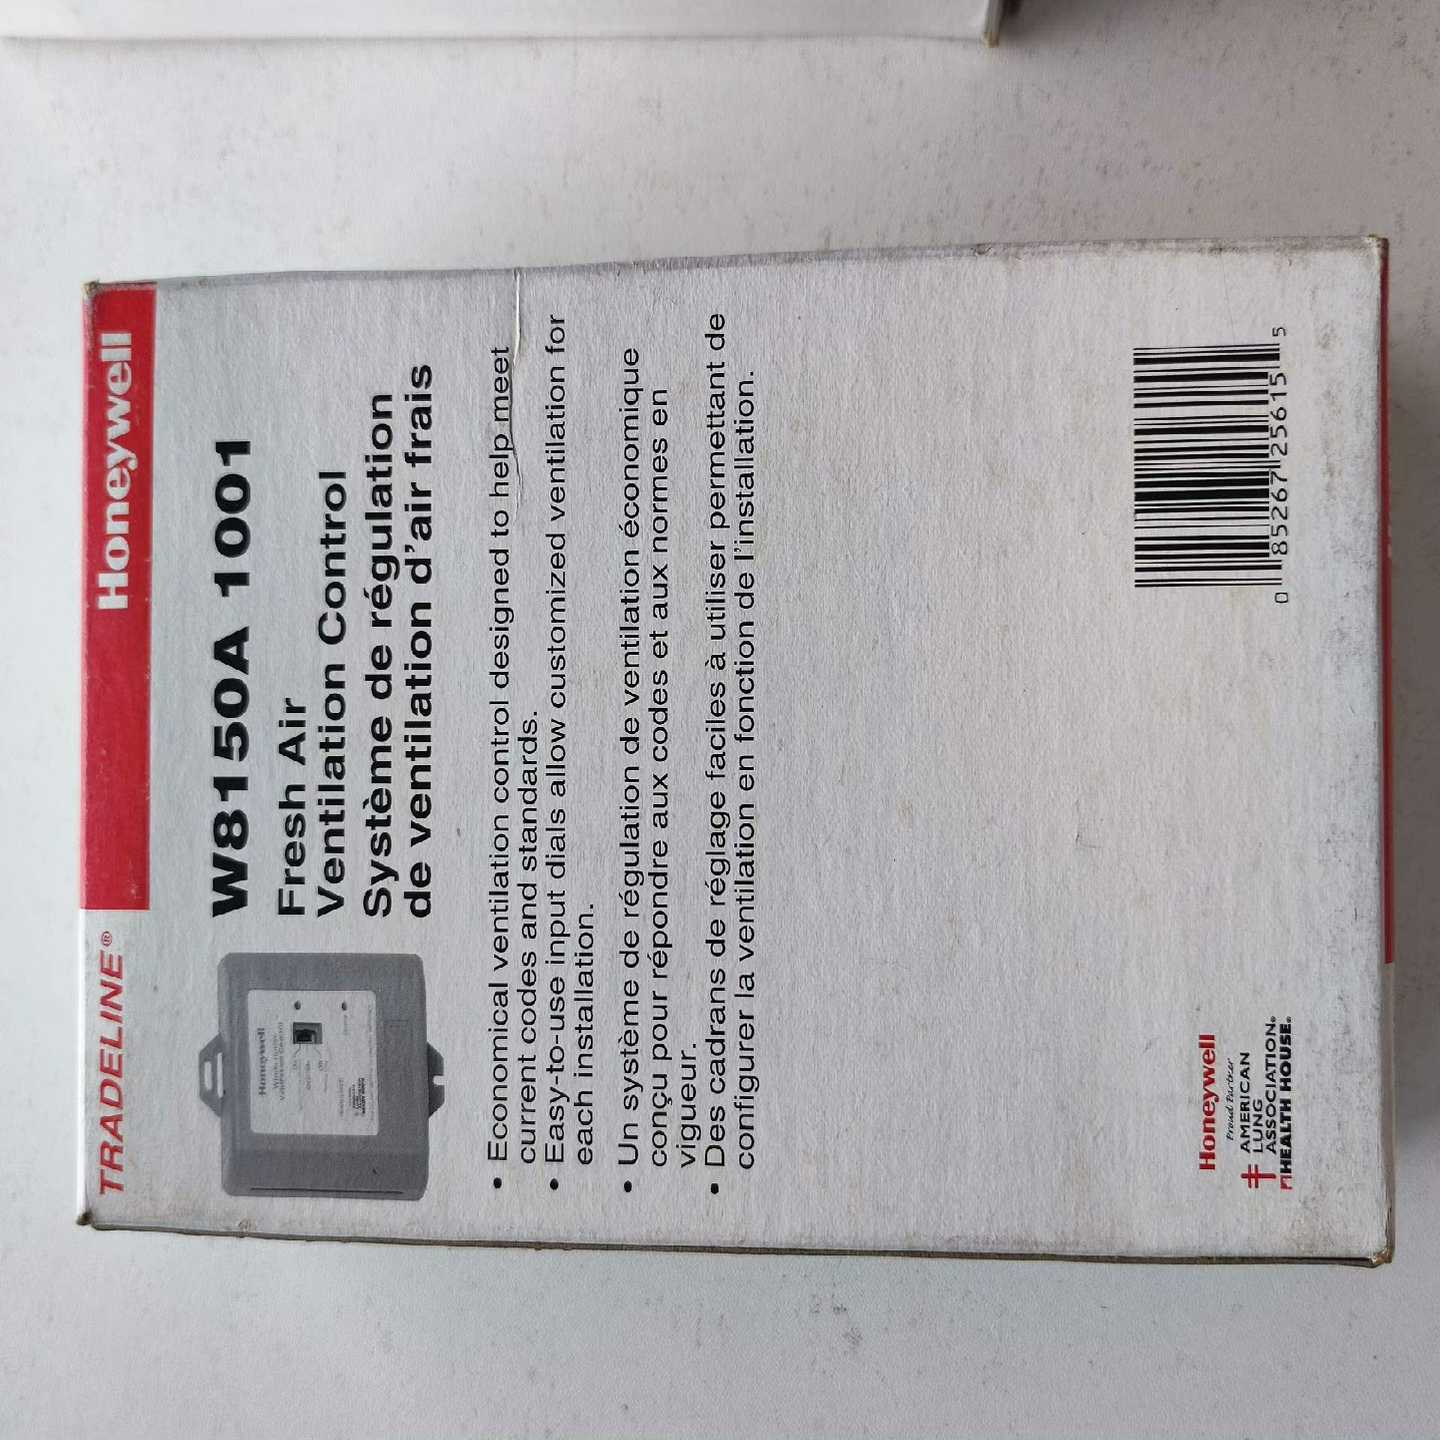 TRADELINE®
Honeywell
W8150A 1001
Fresh Air
Ventilation Control
Système de régulation
de ventilation d'air frais
Honeywell
• Economical ventilation control designed to help meet
current codes and standards.
• Easy-to-use input dials allow customized ventilation for
each installation.
• Un système de régulation de ventilation économique
conçu pour répondre aux codes et aux normes en
vigueur.
• Des cadrans de réglage faciles à utiliser permettant de
configurer la ventilation en fonction de l'installation.
Honeywell
Proud Partner
AMERICAN
LUNG
ASSOCIATION®
HEALTH HOUSE®
0 85267 25615 5